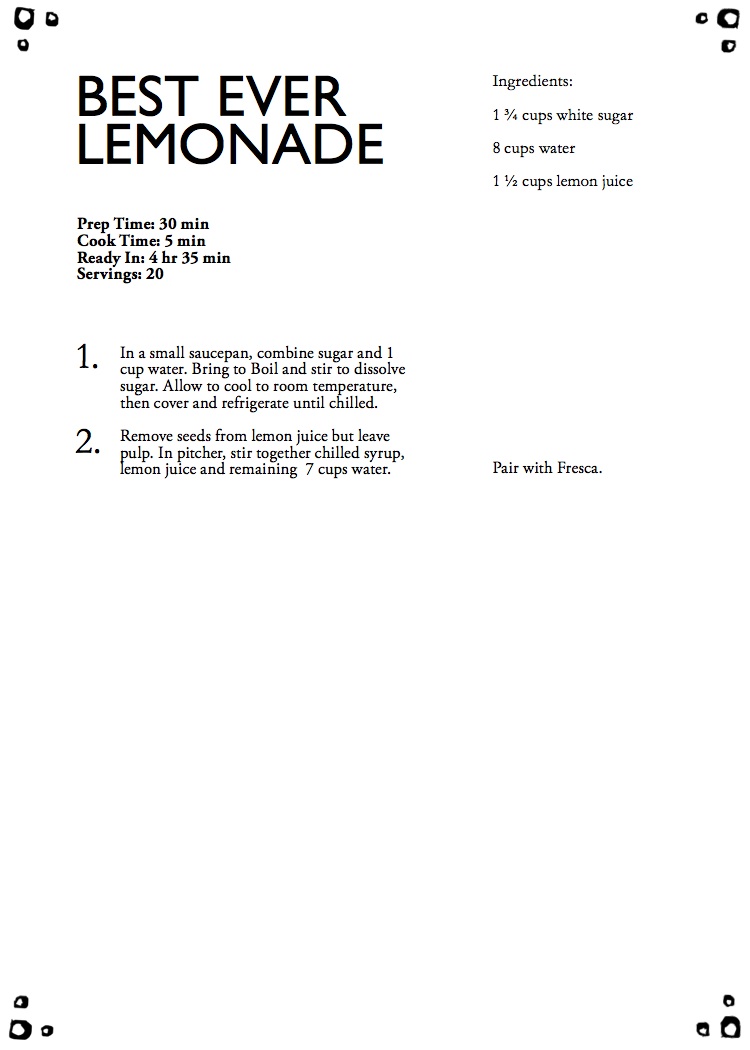 BEST EVER
LEMONADE
Prep Time: 30 min
Cook Time: 5 min
Ready In: 4 hr 35 min
Servings: 20
Ingredients:
1 ¾ cups white sugar
8 cups water
1 ½ cups lemon juice
1. In a small saucepan, combine sugar and 1
cup water. Bring to Boil and stir to dissolve
sugar. Allow to cool to room temperature,
then cover and refrigerate until chilled.
2. Remove seeds from lemon juice but leave
pulp. In pitcher, stir together chilled syrup,
lemon juice and remaining  7 cups water.
Pair with Fresca.